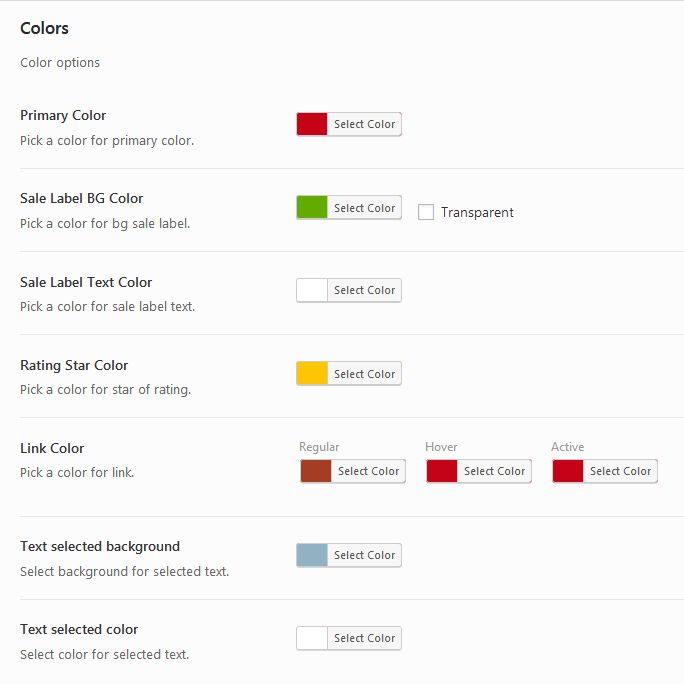 Colors
Color options
Primary Color
Select Color
Pick a color for primary color.
Sale Label BG Color
Select Color
Transparent
Pick a color for bg sale label.
Sale Label Text Color
Select Color
Pick a color for sale label text.
Rating Star Color
Select Color
Pick a color for star of rating.
Link Color
Regular Hover Active
Pick a color for link.
Select Color Select Color Select Color
Text selected background
Select Color
Select background for selected text.
Text selected color
Select Color
Select color for selected text.